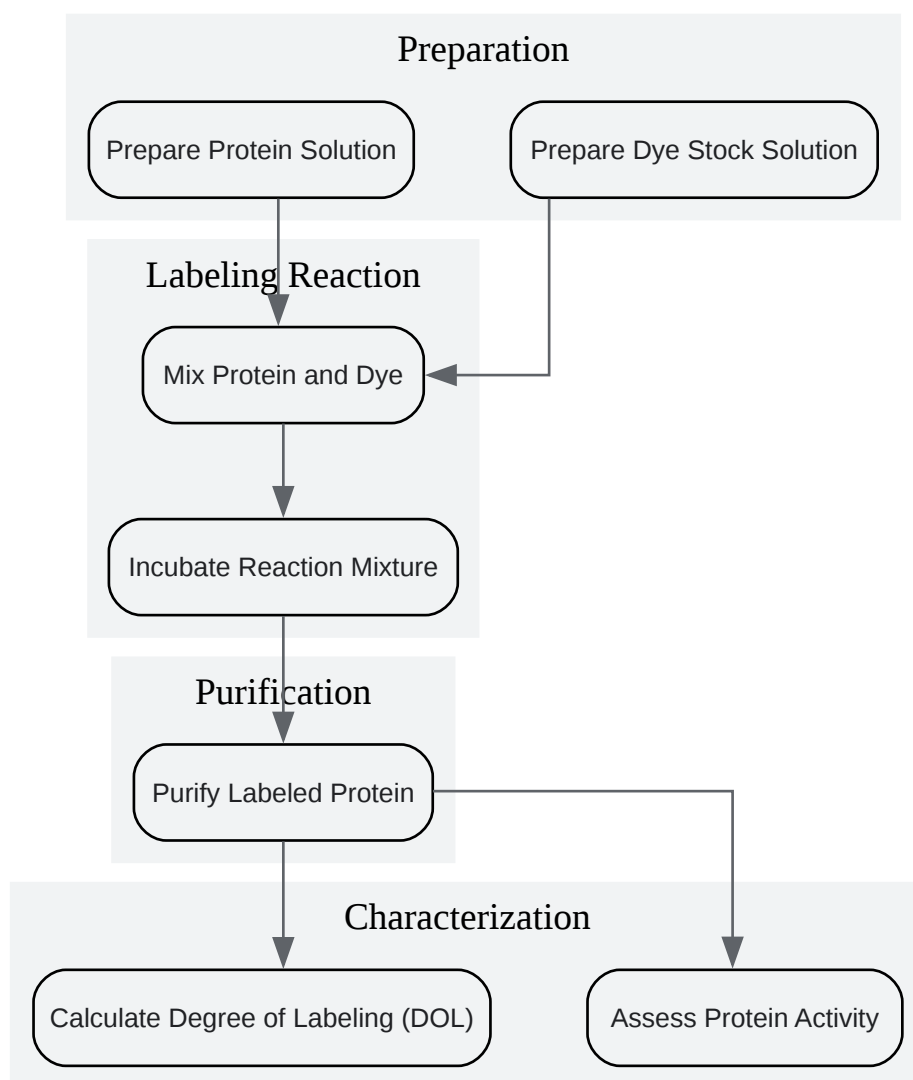 Preparation
Prepare Protein Solution
Prepare Dye Stock Solution
Labeling Reaction
Mix Protein and Dye
Incubate Reaction Mixture
Purification
Purify Labeled Protein
Characterization
Calculate Degree of Labeling (DOL)
Assess Protein Activity